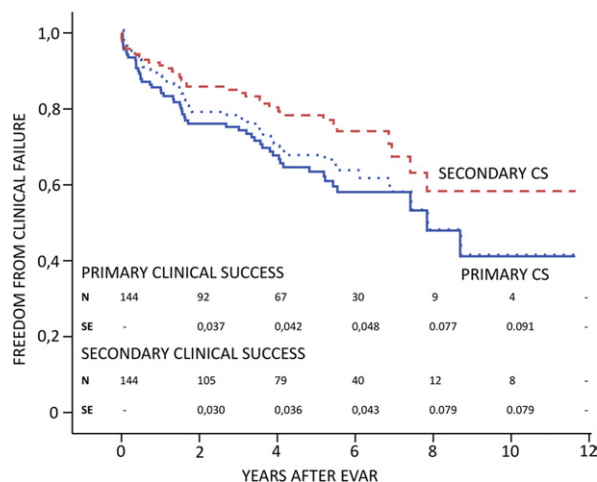 FREEDOM FROM CLINICAL FAILURE
1,0
0,8
0,6
0,4
0,2
0
SECONDARY CS
PRIMARY CS
PRIMARY CLINICAL SUCCESS
N 144 92 67 30 9 4 -
SE - 0,037 0,042 0,048 0.077 0.091 -
SECONDARY CLINICAL SUCCESS
N 144 105 79 40 12 8 -
SE - 0,030 0,036 0,043 0.079 0.079 -
0 2 4 6 8 10 12
YEARS AFTER EVAR